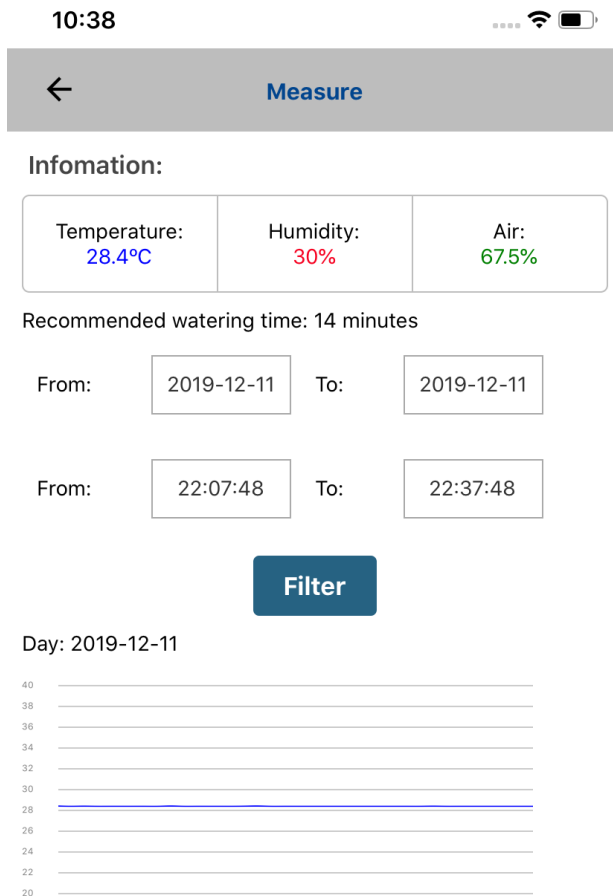 10:38
Measure
Infomation:
Temperature: Humidity: Air:
28.4ºC 30% 67.5%
Recommended watering time: 14 minutes
From: 2019-12-11 To: 2019-12-11
From: 22:07:48 To: 22:37:48
Filter
Day: 2019-12-11
40
38
36
34
32
30
28
26
24
22
20